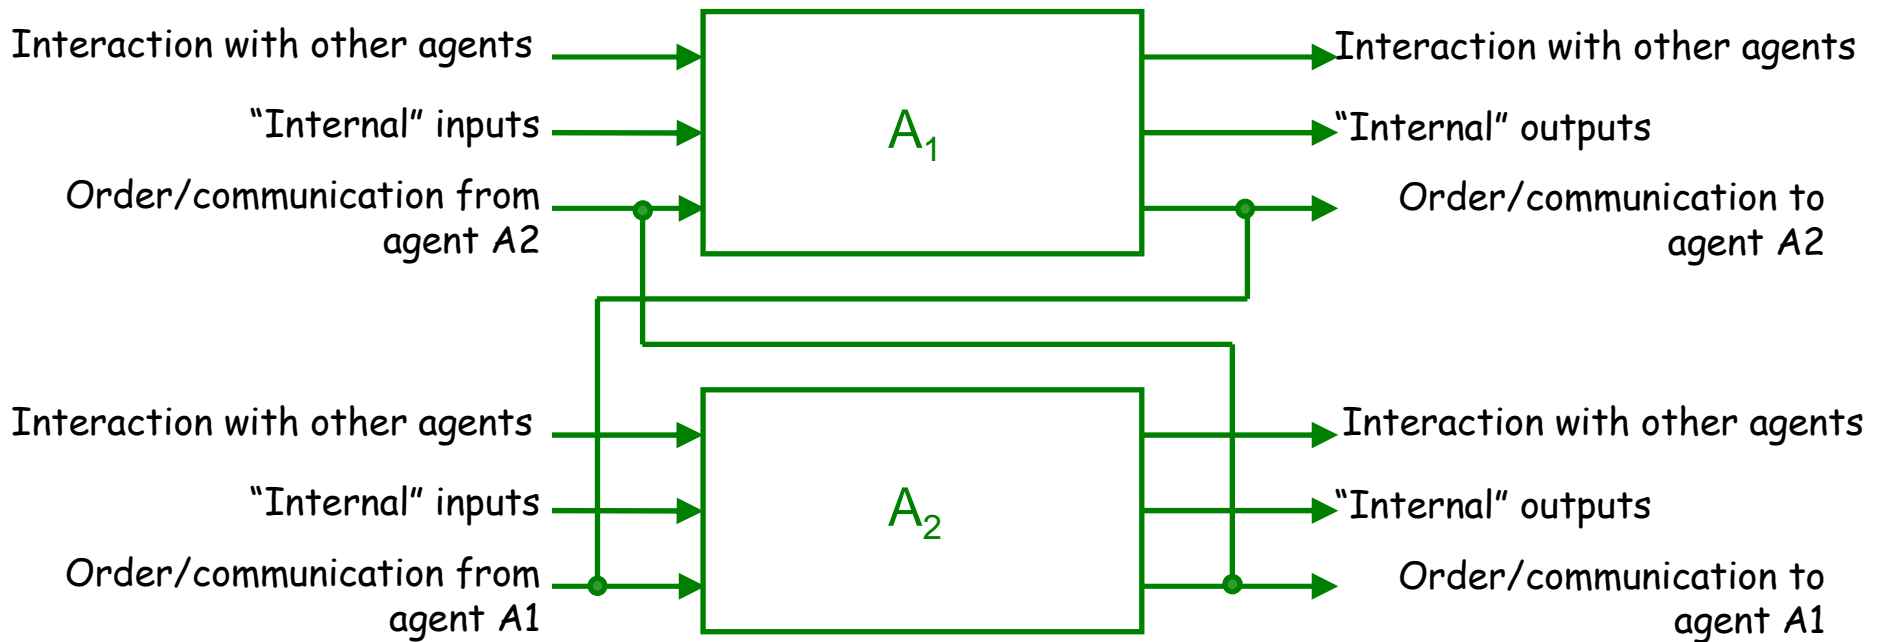 Interaction with other agents
Interaction with other agents
“Internal” inputs
A1
“Internal” outputs
Order/communication from
agent A2
Order/communication to
agent A2
Interaction with other agents
Interaction with other agents
“Internal” inputs
A2
“Internal” outputs
Order/communication from
agent A1
Order/communication to
agent A1